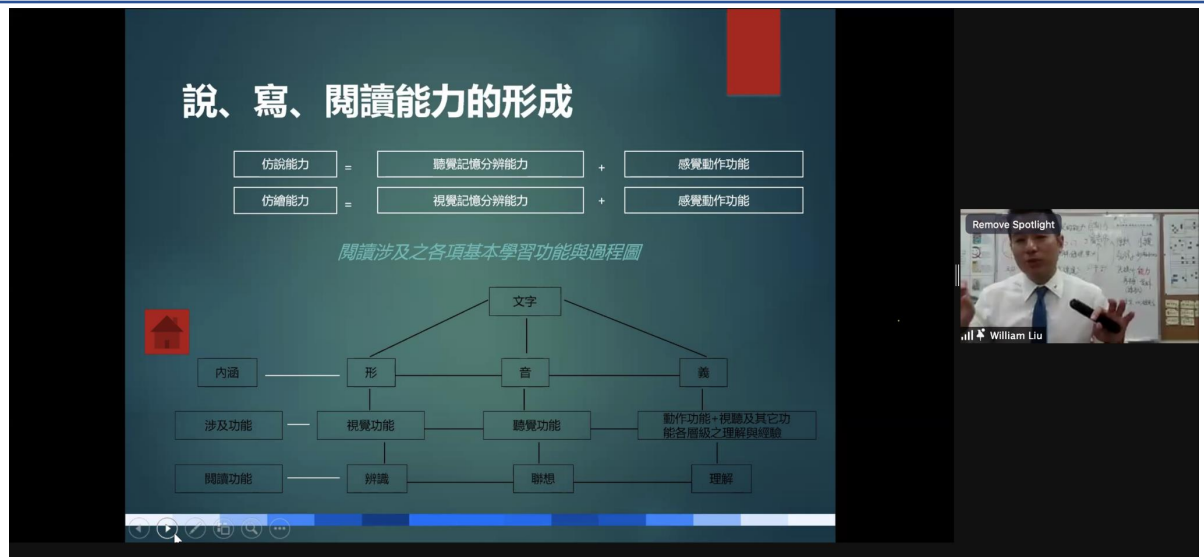 說、寫、閱讀能力的形成
仿說能力 = 聽覺記憶分辨能力 + 感覺動作功能
仿繪能力 = 視覺記憶分辨能力 + 感覺動作功能
閱讀涉及之各項基本學習功能與過程圖
文字
內涵 形 音 義
涉及功能 視覺功能 聽覺功能 動作功能+視聽及其它功
能各層級之理解與經驗
閱讀功能 辨識 聯想 理解
Remove Spotlight
William Liu